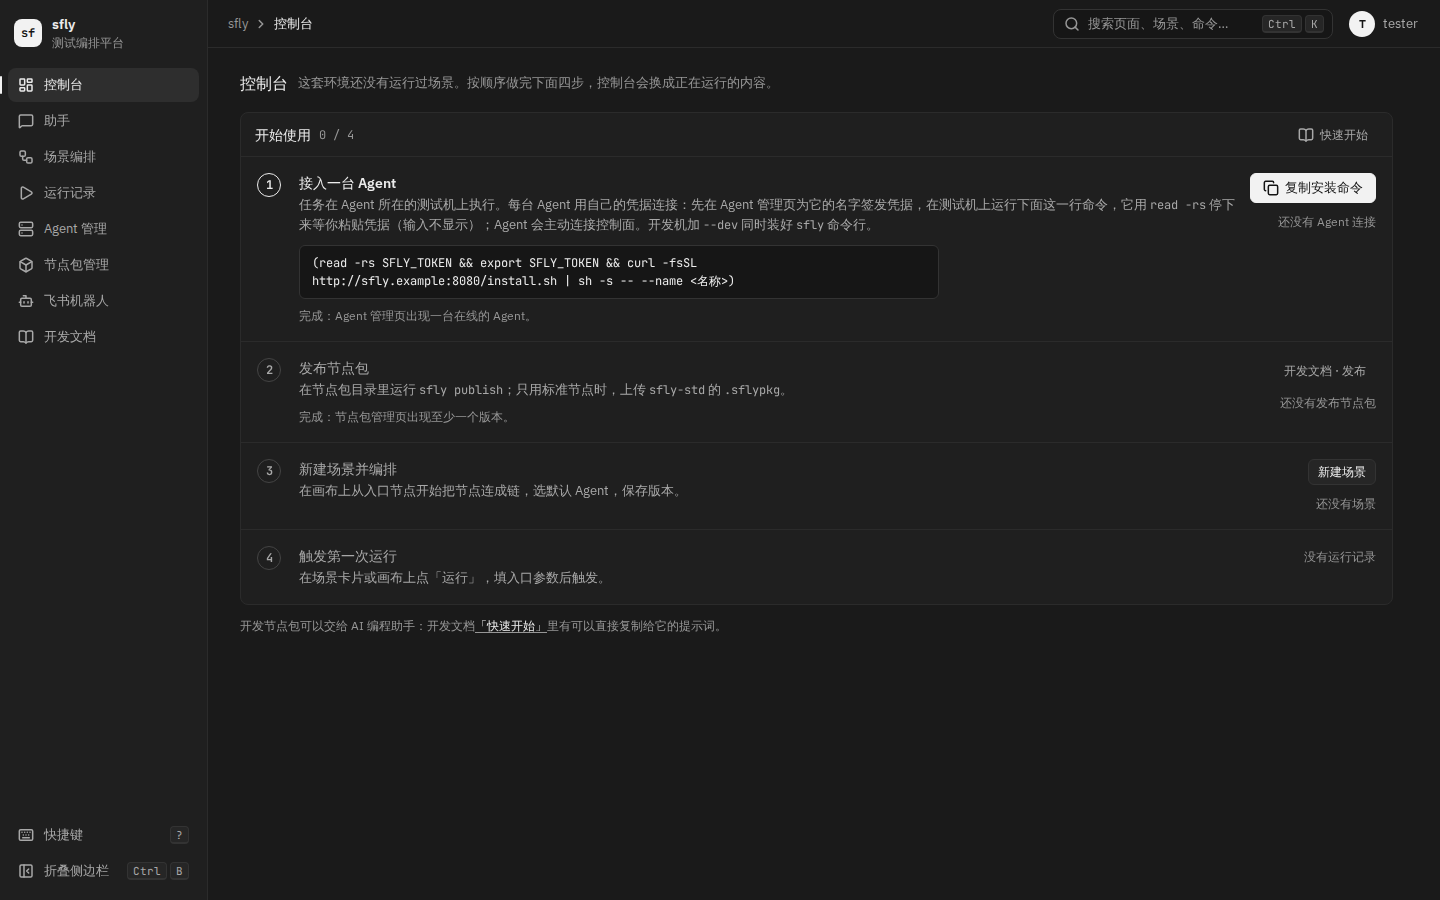 sf
sfly
测试编排平台
控制台
助手
场景编排
运行记录
Agent 管理
节点包管理
飞书机器人
开发文档
快捷键 ?
折叠侧边栏 Ctrl B
sfly > 控制台
搜索页面、场景、命令... Ctrl K
T tester
控制台 这套环境还没有运行过场景。按顺序做完下面四步，控制台会换成正在运行的内容。
开始使用 0 / 4
快速开始
1 接入一台 Agent
任务在 Agent 所在的测试机上执行。每台 Agent 用自己的凭据连接：先在 Agent 管理页为它的名字签发凭据，在测试机上运行下面这一行命令，它用 read -rs 停下
来等你粘贴凭据（输入不显示）；Agent 会主动连接控制面。开发机加 --dev 同时装好 sfly 命令行。
(read -rs SFLY_TOKEN && export SFLY_TOKEN && curl -fsSL
http://sfly.example:8080/install.sh | sh -s -- --name <名称>)
完成：Agent 管理页出现一台在线的 Agent。
复制安装命令
还没有 Agent 连接
2 发布节点包
在节点包目录里运行 sfly publish；只用标准节点时，上传 sfly-std 的 .sflypkg。
完成：节点包管理页出现至少一个版本。
开发文档 · 发布
还没有发布节点包
3 新建场景并编排
在画布上从入口节点开始把节点连成链，选默认 Agent，保存版本。
新建场景
还没有场景
4 触发第一次运行
在场景卡片或画布上点「运行」，填入口参数后触发。
没有运行记录
开发节点包可以交给 AI 编程助手：开发文档「快速开始」里有可以直接复制给它的提示词。